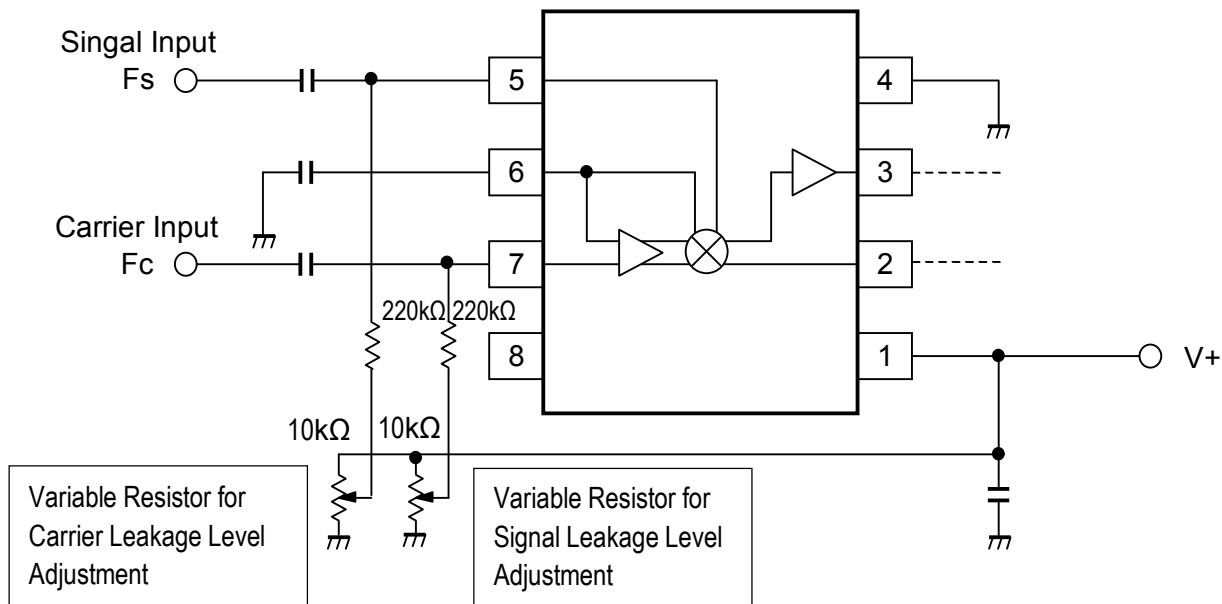 Singal Input
Fs
5
4
6
3
Carrier Input
Fc
7
2
220kΩ 220kΩ
8
1
V+
10kΩ 10kΩ
Variable Resistor for
Carrier Leakage Level
Adjustment
Variable Resistor for
Signal Leakage Level
Adjustment